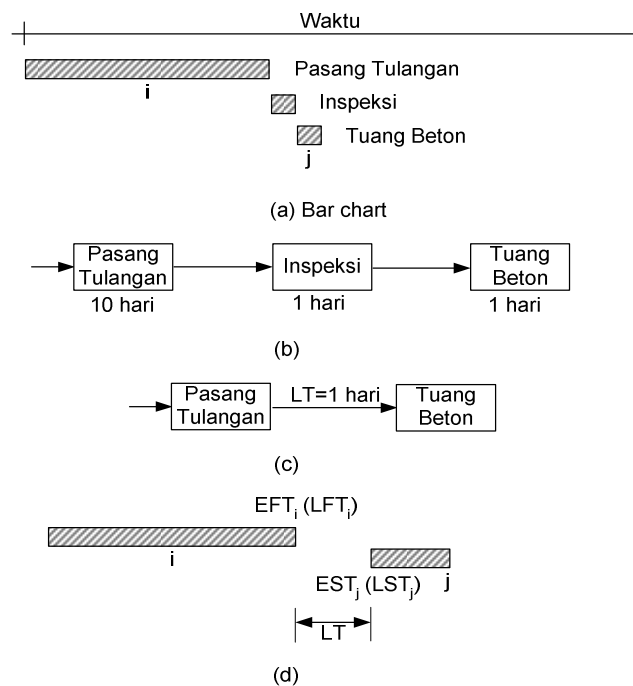 Waktu
Pasang Tulangan
i
Inspeksi
Tuang Beton
j
(a) Bar chart
Pasang
Tulangan
10 hari
Inspeksi
1 hari
Tuang
Beton
1 hari
(b)
Pasang
Tulangan
LT=1 hari
Tuang
Beton
(c)
EFTi (LFTi)
i
ESTj (LSTj) j
LT
(d)